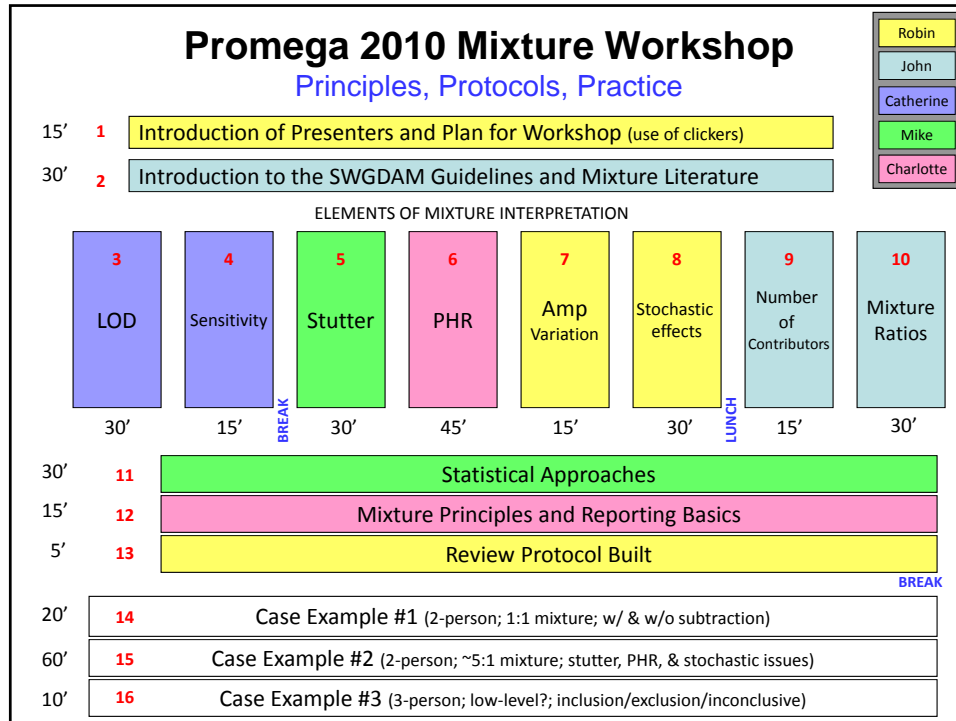 Promega 2010 Mixture Workshop
Principles, Protocols, Practice
Robin
John
Catherine
Mike
Charlotte
15’ 1 Introduction of Presenters and Plan for Workshop (use of clickers)
30’ 2 Introduction to the SWGDAM Guidelines and Mixture Literature
ELEMENTS OF MIXTURE INTERPRETATION
3
LOD
30’
4
Sensitivity
15’
BREAK
5
Stutter
30’
6
PHR
45’
7
Amp
Variation
15’
8
Stochastic
effects
30’
LUNCH
9
Number
of
Contributors
15’
10
Mixture
Ratios
30’
30’ 11 Statistical Approaches
15’ 12 Mixture Principles and Reporting Basics
5’ 13 Review Protocol Built
BREAK
20’ 14 Case Example #1 (2-person; 1:1 mixture; w/ & w/o subtraction)
60’ 15 Case Example #2 (2-person; ~5:1 mixture; stutter, PHR, & stochastic issues)
10’ 16 Case Example #3 (3-person; low-level?; inclusion/exclusion/inconclusive)